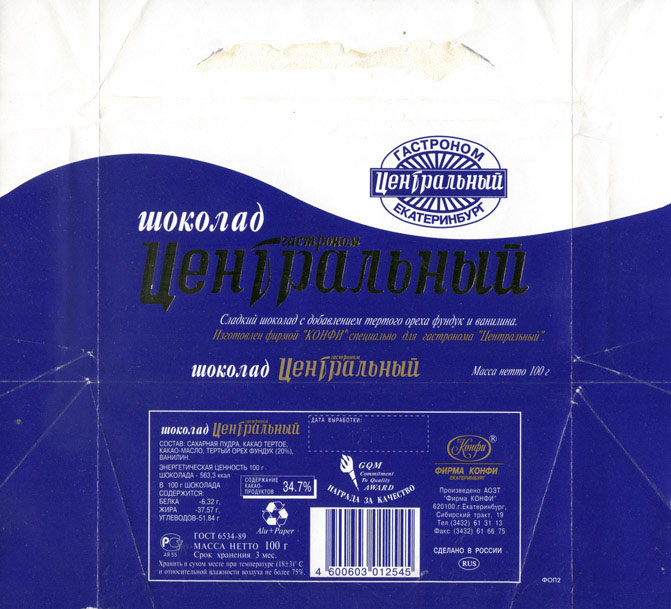 ГАСТРОНОМ
Центральный
ЕКАТЕРИНБУРГ
шоколад
гастроном
Центральный
Сладкий шоколад с добавлением тертого ореха фундук и ванилина.
Изготовлен фирмой "КОНФИ" специально для гастронома "Центральный".
шоколад гастроном Центральный
Масса нетто 100 г
шоколад гастроном Центральный
СОСТАВ: САХАРНАЯ ПУДРА, КАКАО ТЕРТОЕ,
КАКАО-МАСЛО, ТЕРТЫЙ ОРЕХ ФУНДУК (20%),
ВАНИЛИН.
ЭНЕРГЕТИЧЕСКАЯ ЦЕННОСТЬ 100 г
ШОКОЛАДА - 563,3 ккал
В 100 г ШОКОЛАДА
СОДЕРЖИТСЯ:
БЕЛКА -6,32 г,
ЖИРА -37,57 г,
УГЛЕВОДОВ-51,84 г
СОДЕРЖАНИЕ
КАКАО-
ПРОДУКТОВ
34.7%
Alu+Paper
РС
АЯ 55
ГОСТ 6534-89
МАССА НЕТТО 100 г
Срок хранения 3 мес.
Хранить в сухом месте при температуре (18±3)° С
и относительной влажности воздуха не более 75%.
ДАТА ВЫРАБОТКИ:
GQM
Commitment
To Quality
AWARD
НАГРАДА ЗА КАЧЕСТВО
4 600603 012545
Конфи ®
ФИРМА КОНФИ
ЕКАТЕРИНБУРГ
Произведено АОЗТ
"Фирма КОНФИ"
620100,г.Екатеринбург,
Сибирский тракт, 19
Тел.(3432) 61 31 13
Факс (3432) 61 66 75
СДЕЛАНО В РОССИИ
RUS
ФОП2